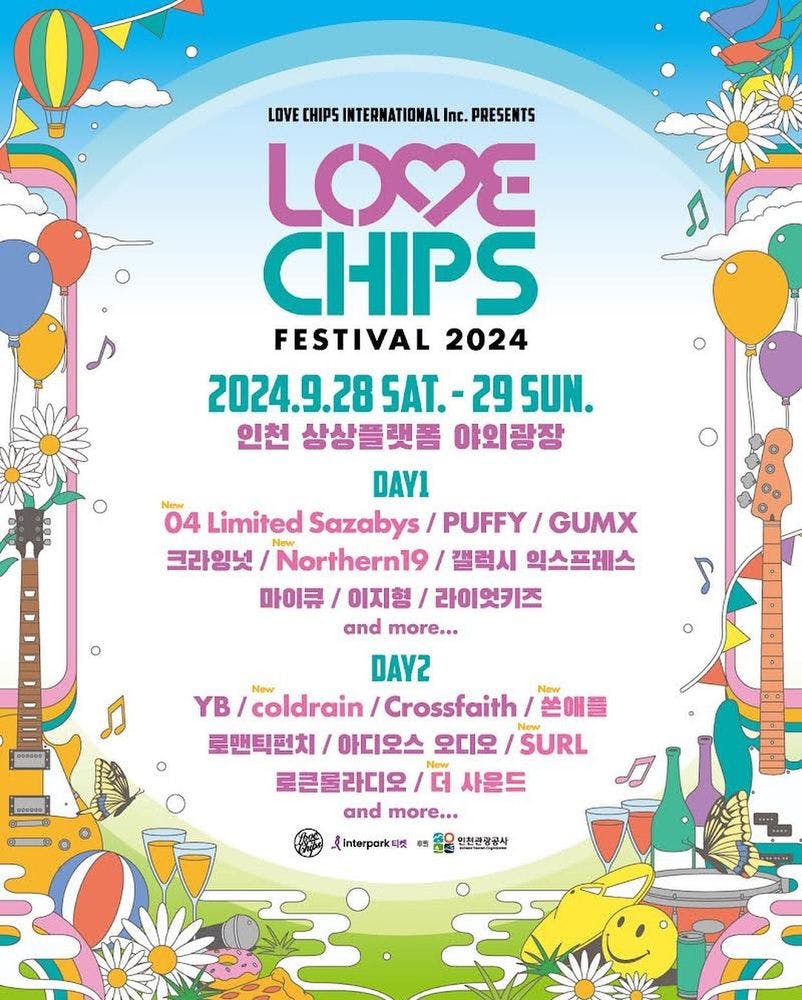 LOVE CHIPS INTERNATIONAL Inc. PRESENTS
LOVE
CHIPS
FESTIVAL 2024
2024.9.28 SAT. - 29 SUN.
인천 상상플랫폼 야외광장
DAY1
New
04 Limited Sazabys / PUFFY / GUMX
New
크라잉넛 / Northern19 / 갤럭시 익스프레스
마이큐 / 이지형 / 라이엇키즈
and more...
DAY2
New New
YB / coldrain / Crossfaith / 쏜애플
New
로맨틱펀치 / 아디오스 오디오 / SURL
New
로큰롤라디오 / 더 사운드
and more...
Love Chips interpark 티켓 후원 인천관광공사